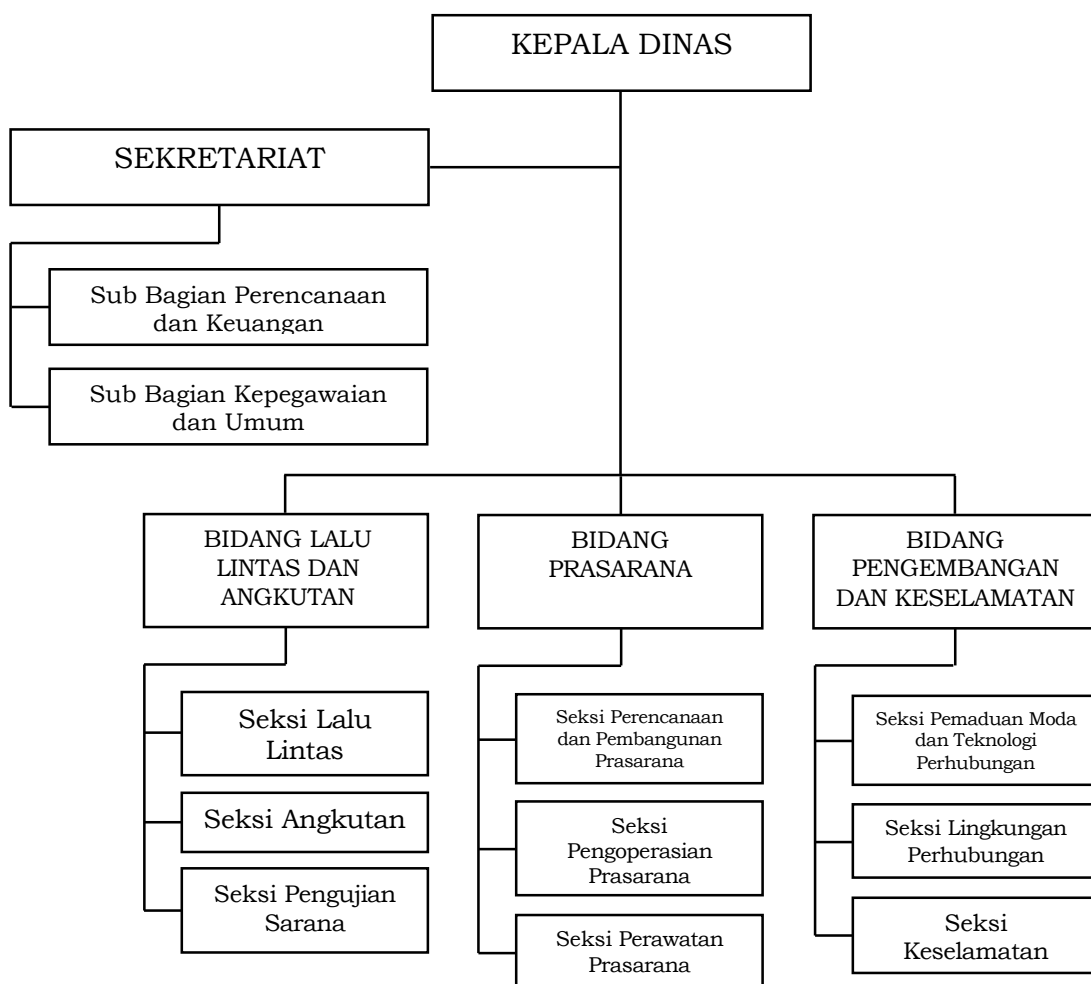 KEPALA DINAS
SEKRETARIAT
Sub Bagian Perencanaan
dan Keuangan
Sub Bagian Kepegawaian
dan Umum
BIDANG LALU
LINTAS DAN
ANGKUTAN
Seksi Lalu
Lintas
Seksi Angkutan
Seksi Pengujian
Sarana
BIDANG
PRASARANA
Seksi Perencanaan
dan Pembangunan
Prasarana
Seksi
Pengoperasian
Prasarana
Seksi Perawatan
Prasarana
BIDANG
PENGEMBANGAN
DAN KESELAMATAN
Seksi Pemaduan Moda
dan Teknologi
Perhubungan
Seksi Lingkungan
Perhubungan
Seksi
Keselamatan